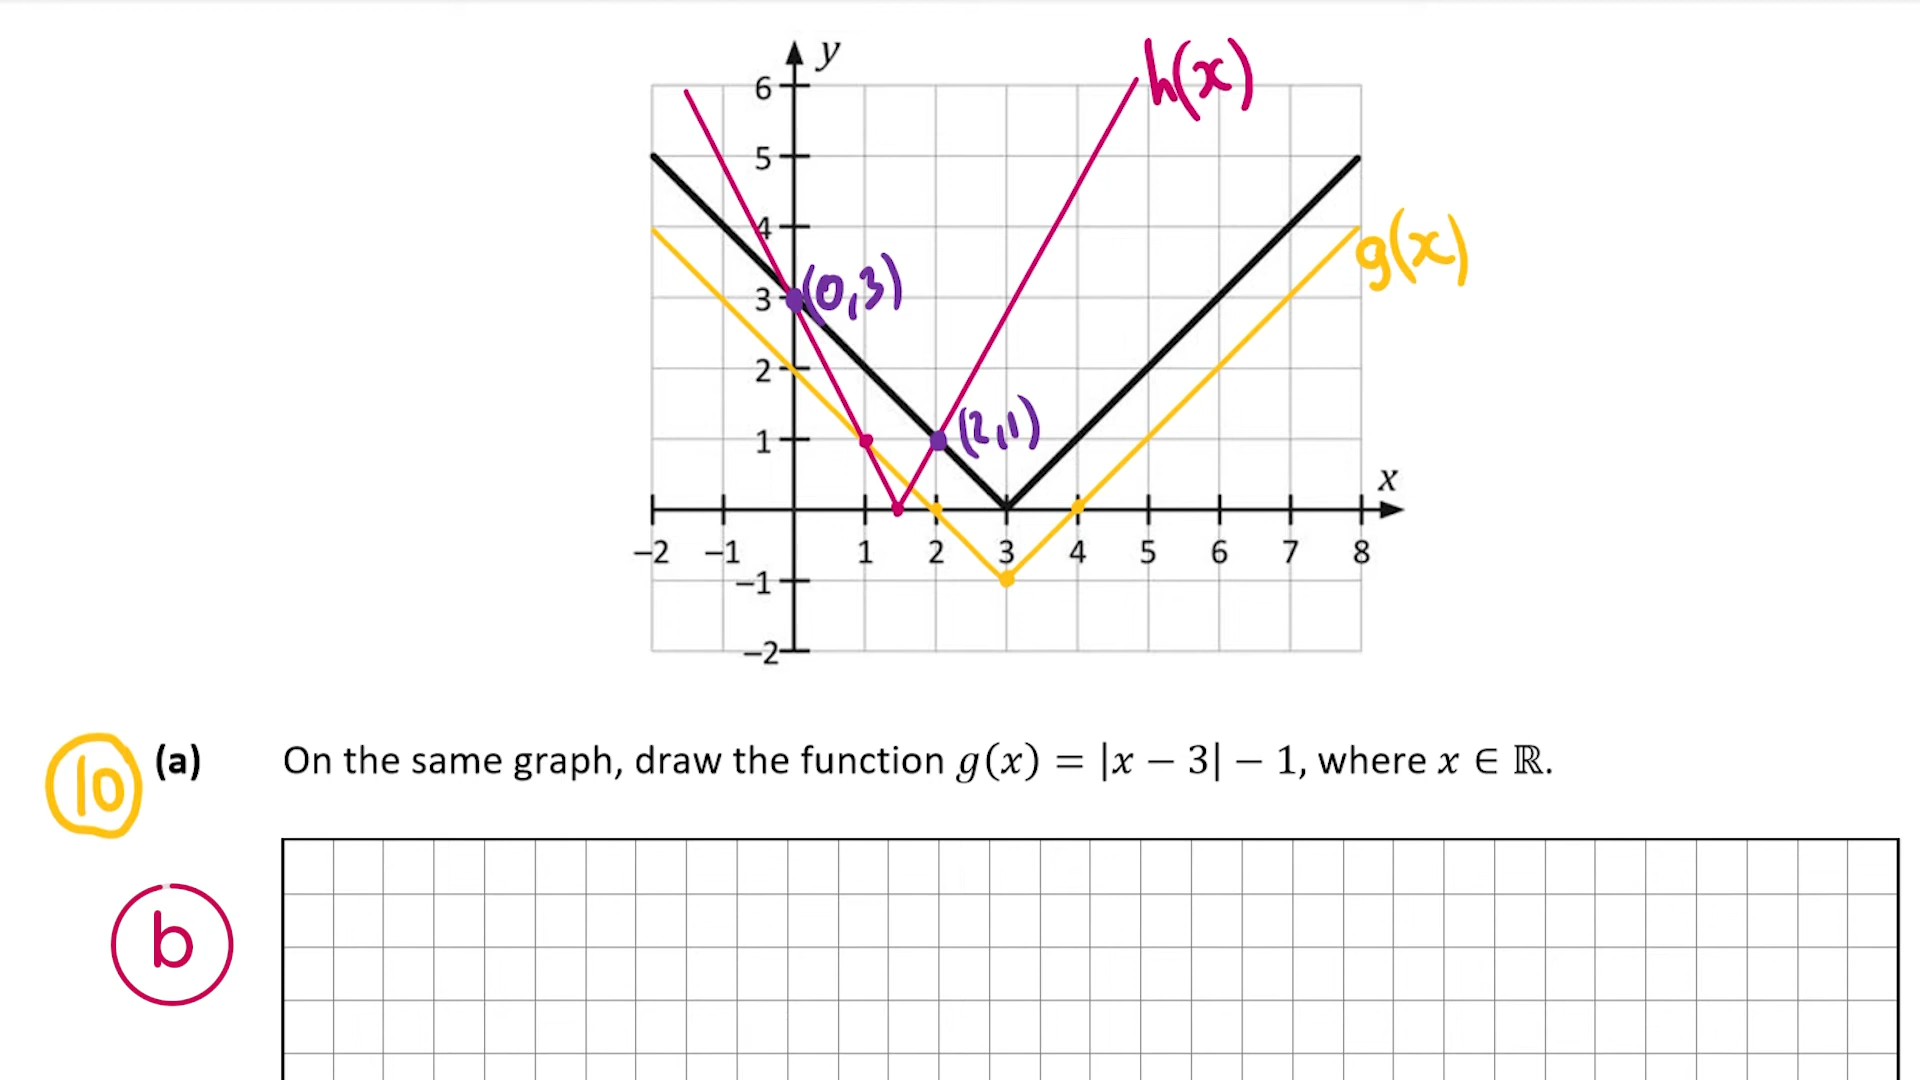 y
h(x)
6
5
4
g(x)
3
(0,3)
2
1
(2,1)
x
–2 –1 1 2 3 4 5 6 7 8
–1
–2
10 (a) On the same graph, draw the function g(x) = |x − 3| − 1, where x ∈ ℝ.
b